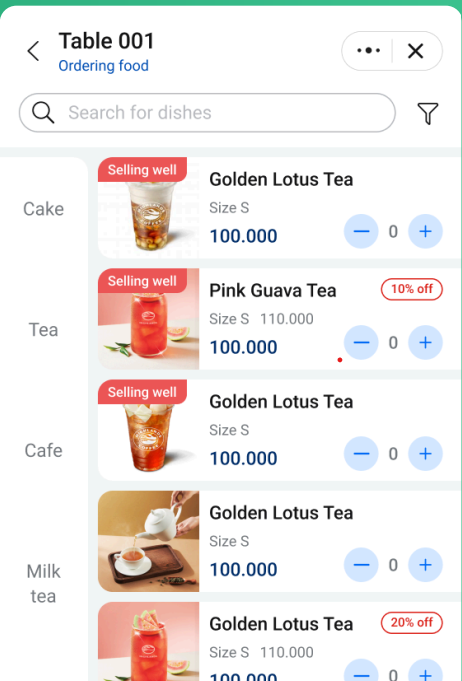 Table 001
Ordering food
Search for dishes
Cake
Tea
Cafe
Milk
tea
Selling well
Golden Lotus Tea
Size S
100.000
0
Selling well
Pink Guava Tea
10% off
Size S 110.000
100.000
0
Selling well
Golden Lotus Tea
Size S
100.000
0
Golden Lotus Tea
Size S
100.000
0
Golden Lotus Tea
20% off
Size S 110.000
100.000
0